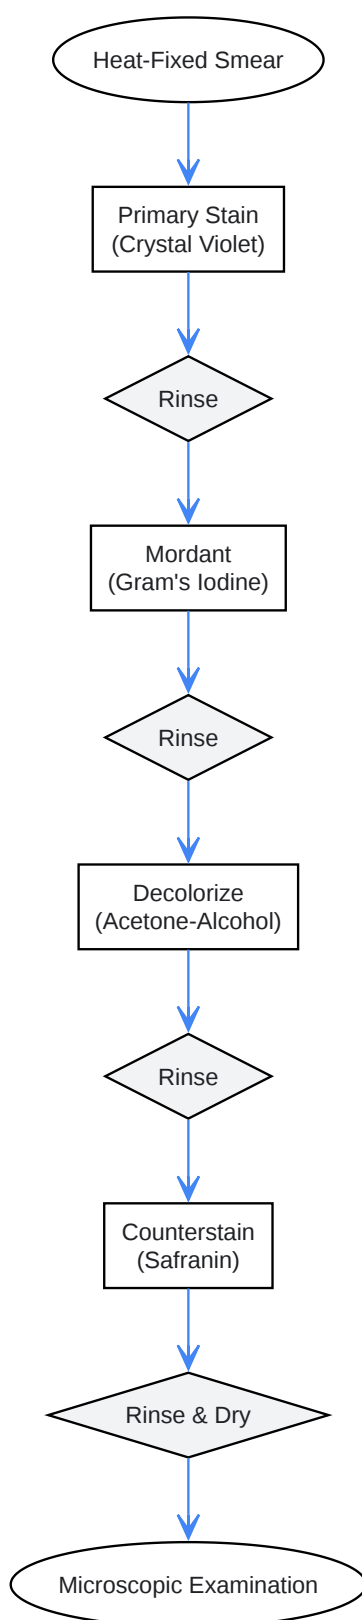 Heat-Fixed Smear
Primary Stain
(Crystal Violet)
Rinse
Mordant
(Gram's Iodine)
Rinse
Decolorize
(Acetone-Alcohol)
Rinse
Counterstain
(Safranin)
Rinse & Dry
Microscopic Examination